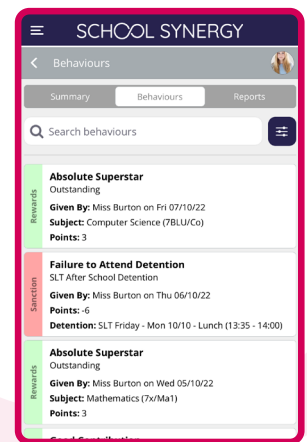 SCHOOL SYNERGY
Behaviours
Summary Behaviours Reports
Search behaviours
Rewards
Absolute Superstar
Outstanding
Given By: Miss Burton on Fri 07/10/22
Subject: Computer Science (7BLU/Co)
Points: 3
Sanction
Failure to Attend Detention
SLT After School Detention
Given By: Miss Burton on Thu 06/10/22
Points: -6
Detention: SLT Friday - Mon 10/10 - Lunch (13:35 - 14:00)
Rewards
Absolute Superstar
Outstanding
Given By: Miss Burton on Wed 05/10/22
Subject: Mathematics (7x/Ma1)
Points: 3
Good Contribution